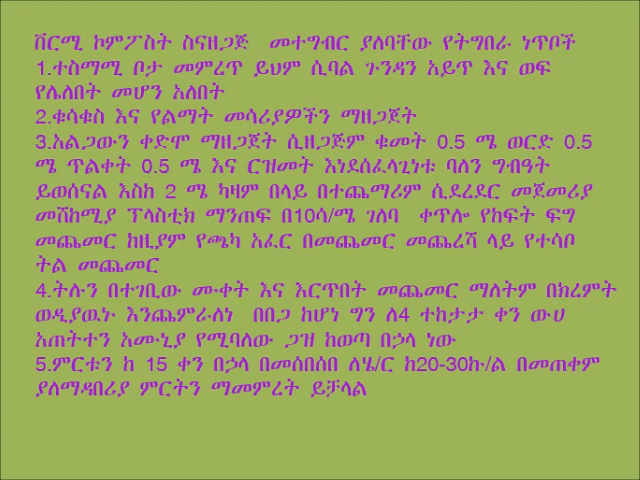 ቨርሚ ኮምፖስት ስናዘጋጅ መተግብር ያለባቸው የትግበራ ነጥቦች
1.ተስማሚ ቦታ መምረጥ ይህም ሲባል ጉንዳን አይጥ እና ወፍ
የሌለበት መሆን አለበት
2.ቁሳቁስ እና የልማት መሳሪያዎችን ማዘጋጀት
3.አልጋውን ቀድሞ ማዘጋጀት ሲዘጋጅም ቁመት 0.5 ሜ ወርድ 0.5
ሜ ጥልቀት 0.5 ሜ እና ርዝመት እነደሰፈላጊነቱ ባለን ግብዓት
ይወሰናል እስከ 2 ሜ ካዛም በላይ በተጨማሪም ሲደረደር መጀመሪያ
መሸከሚያ ፕላስቲክ ማንጠፍ በ10ሳ/ሜ ገለባ ቀጥሎ የከፍት ፍግ
መጨመር ከዚያም የጫካ አፈር በመጨመር መጨረሻ ላይ የተሳቦ
ትል መጨመር
4.ትሉን በተገቢው ሙቀት እና እርጥበት መጨመር ማለትም በክረምት
ወዲያዉኑ እንጨምራለነ በበጋ ከሆነ ግን ለ4 ተከታታ ቀን ውሀ
አጠትተን አሙኒያ የሚባለው ጋዝ ከወጣ በኃላ ነው
5.ምርቱን ከ 15 ቀን በኃላ በመሰበሰበ ለሄ/ር ከ20-30ኩ/ል በመጠቀም
ያለማዳበሪያ ምርትን ማመምረት ይቻላል